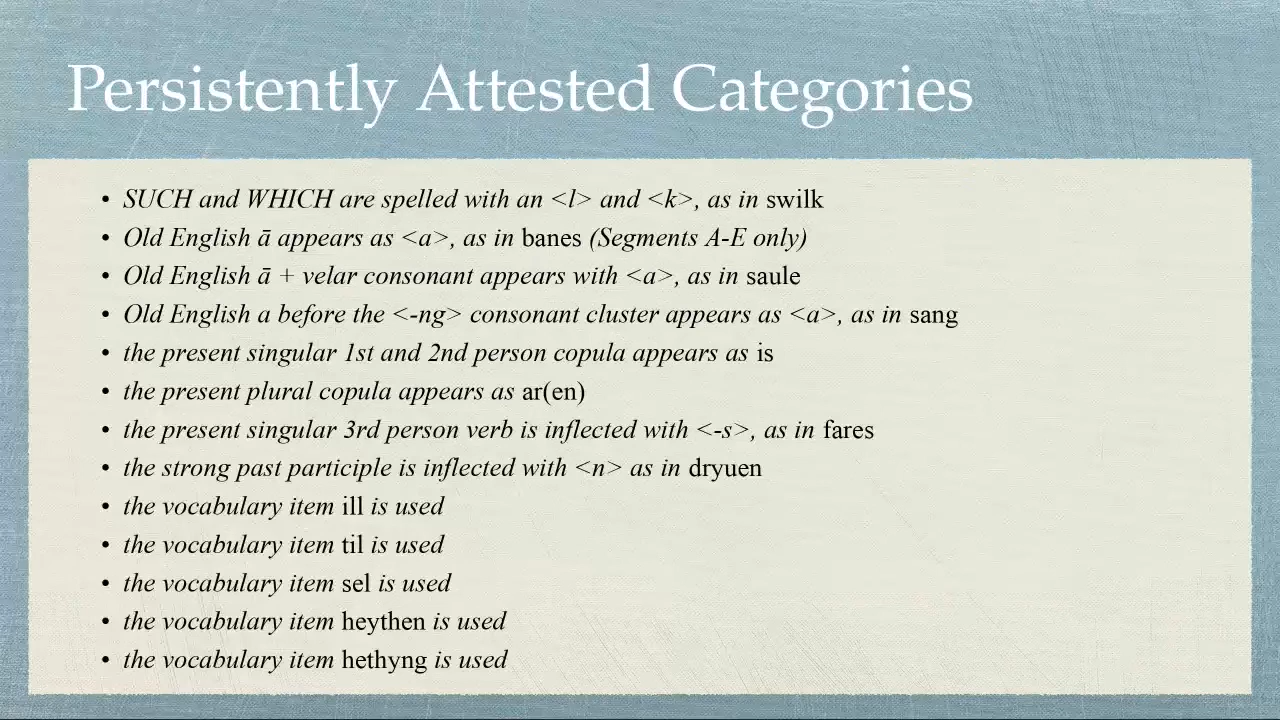 Persistently Attested Categories
• SUCH and WHICH are spelled with an <l> and <k>, as in swilk
• Old English ā appears as <a>, as in banes (Segments A-E only)
• Old English ā + velar consonant appears with <a>, as in saule
• Old English a before the <-ng> consonant cluster appears as <a>, as in sang
• the present singular 1st and 2nd person copula appears as is
• the present plural copula appears as ar(en)
• the present singular 3rd person verb is inflected with <-s>, as in fares
• the strong past participle is inflected with <n> as in dryuen
• the vocabulary item ill is used
• the vocabulary item til is used
• the vocabulary item sel is used
• the vocabulary item heythen is used
• the vocabulary item hethyng is used